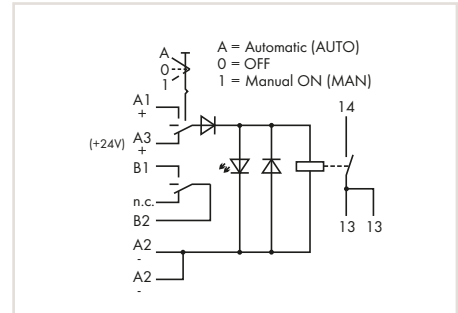 A
0
1
A = Automatic (AUTO)
0 = OFF
1 = Manual ON (MAN)
A1
+
(+24V) A3
+
B1
n.c.
B2
A2
-
A2
-
14
13 13